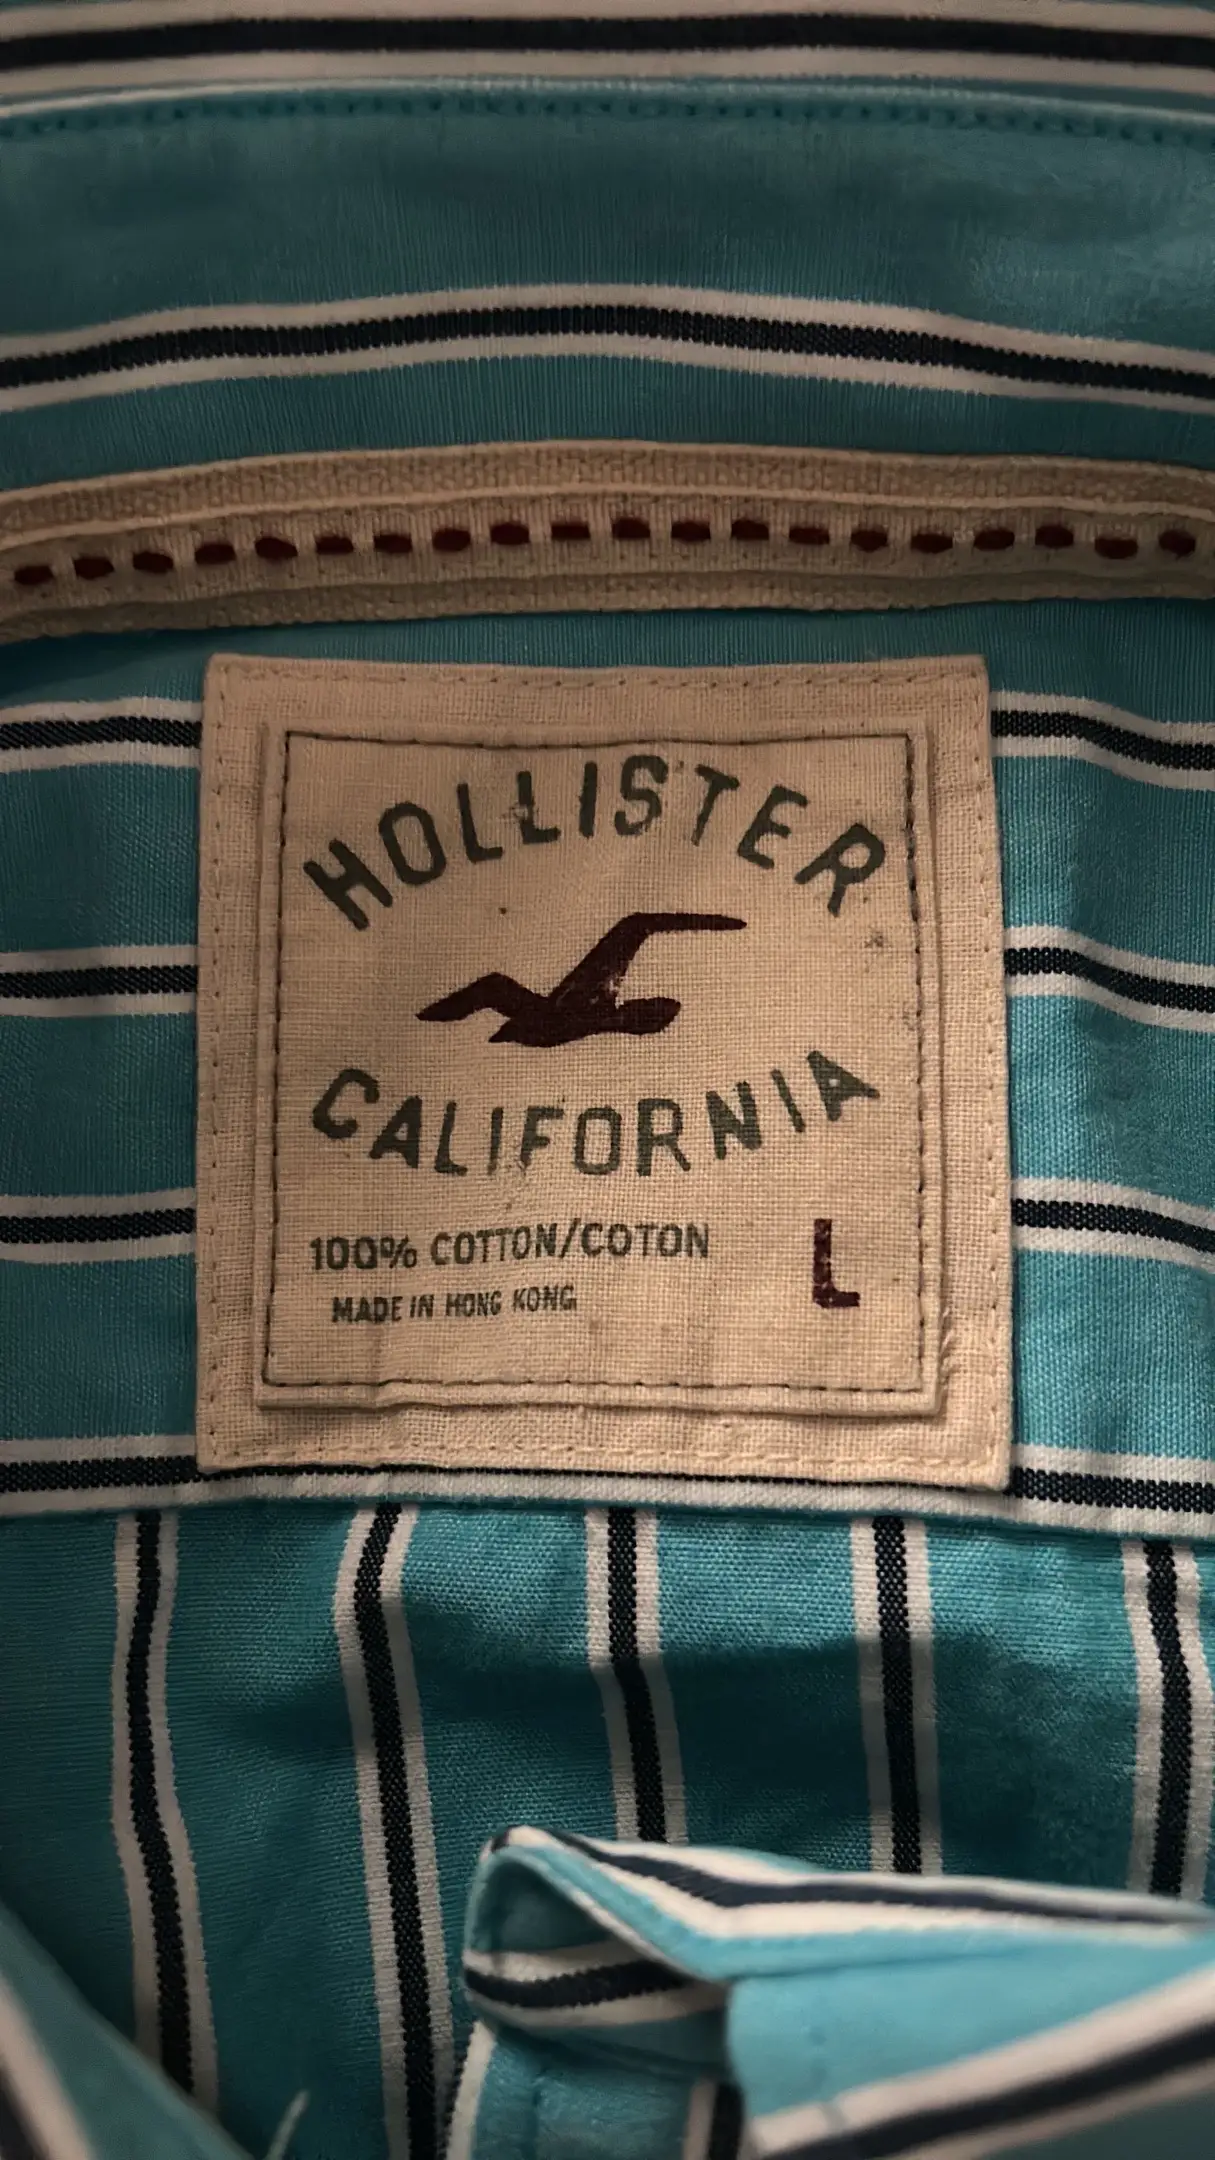 HOLLISTER
CALIFORNIA
100% COTTON/COTON
L
MADE IN HONG KONG